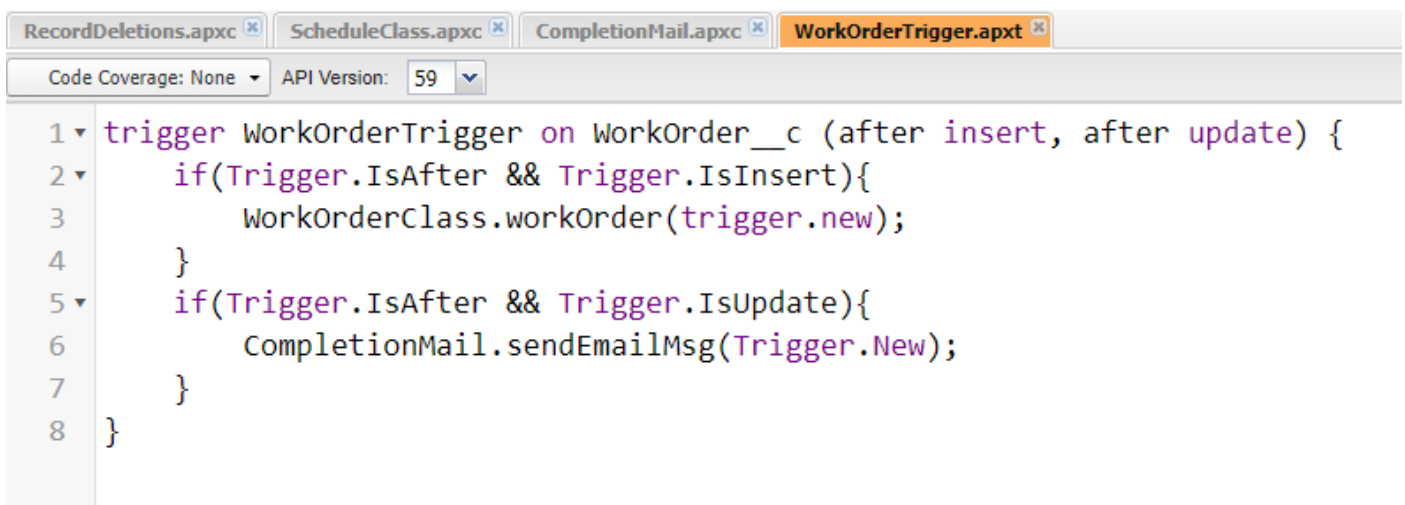 RecordDeletions.apxc ScheduleClass.apxc CompletionMail.apxc WorkOrderTrigger.apxt
Code Coverage: None API Version: 59
1 trigger WorkOrderTrigger on WorkOrder__c (after insert, after update) {
2 if(Trigger.IsAfter && Trigger.IsInsert){
3 WorkOrderClass.workOrder(trigger.new);
4 }
5 if(Trigger.IsAfter && Trigger.IsUpdate){
6 CompletionMail.sendEmailMsg(Trigger.New);
7 }
8 }